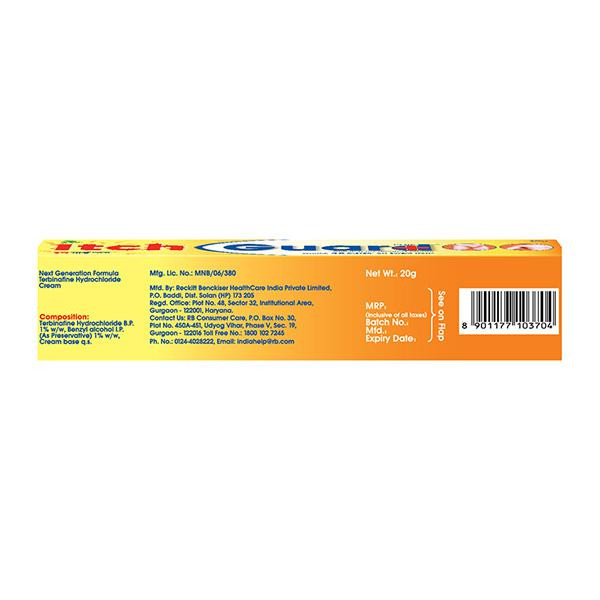 Itch Guard
Next Generation Formula
Terbinafine Hydrochloride
Cream
Composition:
Terbinafine Hydrochloride B.P.
1% w/w, Benzyl alcohol I.P.
(As Preservative) 1% w/w,
Cream base q.s.
Mfg. Lic. No.: MNB/06/380
Mfd. By: Reckitt Benckiser HealthCare India Private Limited,
P.O. Baddi, Dist. Solan (HP) 173 205
Regd. Office: Plot No. 48, Sector 32, Institutional Area,
Gurgaon - 122001, Haryana.
Contact Us: RB Consumer Care, P.O. Box No. 30,
Plot No. 450A-451, Udyog Vihar, Phase V, Sec. 19,
Gurgaon - 122016 Toll Free No.: 1800 102 7245
Ph. No.: 0124-4028222, Email: indiahelp@rb.com
Net Wt.: 20g
MRP:
(Inclusive of all taxes)
Batch No.:
Mfd.:
Expiry Date:
See on Flap
8 901177 103704